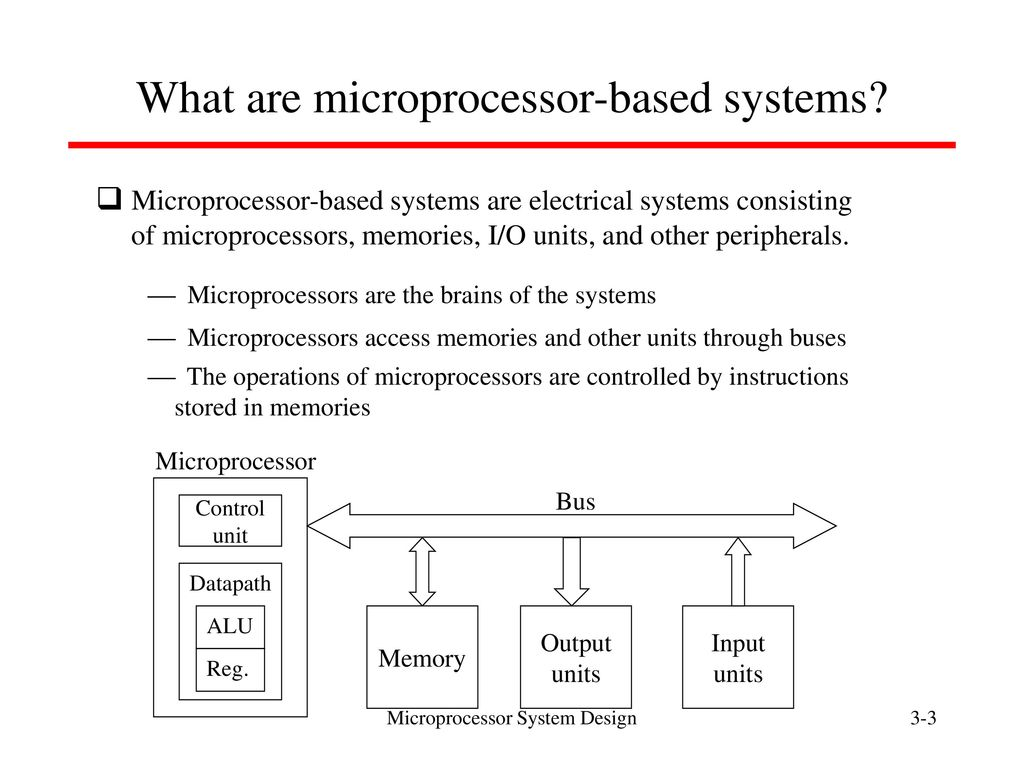 What are microprocessor-based systems?
❑ Microprocessor-based systems are electrical systems consisting
of microprocessors, memories, I/O units, and other peripherals.
— Microprocessors are the brains of the systems
— Microprocessors access memories and other units through buses
— The operations of microprocessors are controlled by instructions
stored in memories
Microprocessor
Control
unit
Datapath
ALU
Reg.
Bus
Memory
Output
units
Input
units
Microprocessor System Design
3-3